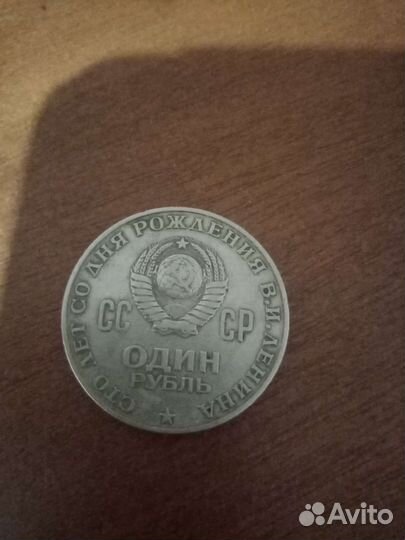 СТО ЛЕТ СО ДНЯ РОЖДЕНИЯ В.И.ЛЕНИНА
СС СР
ОДИН
РУБЛЬ
Avito